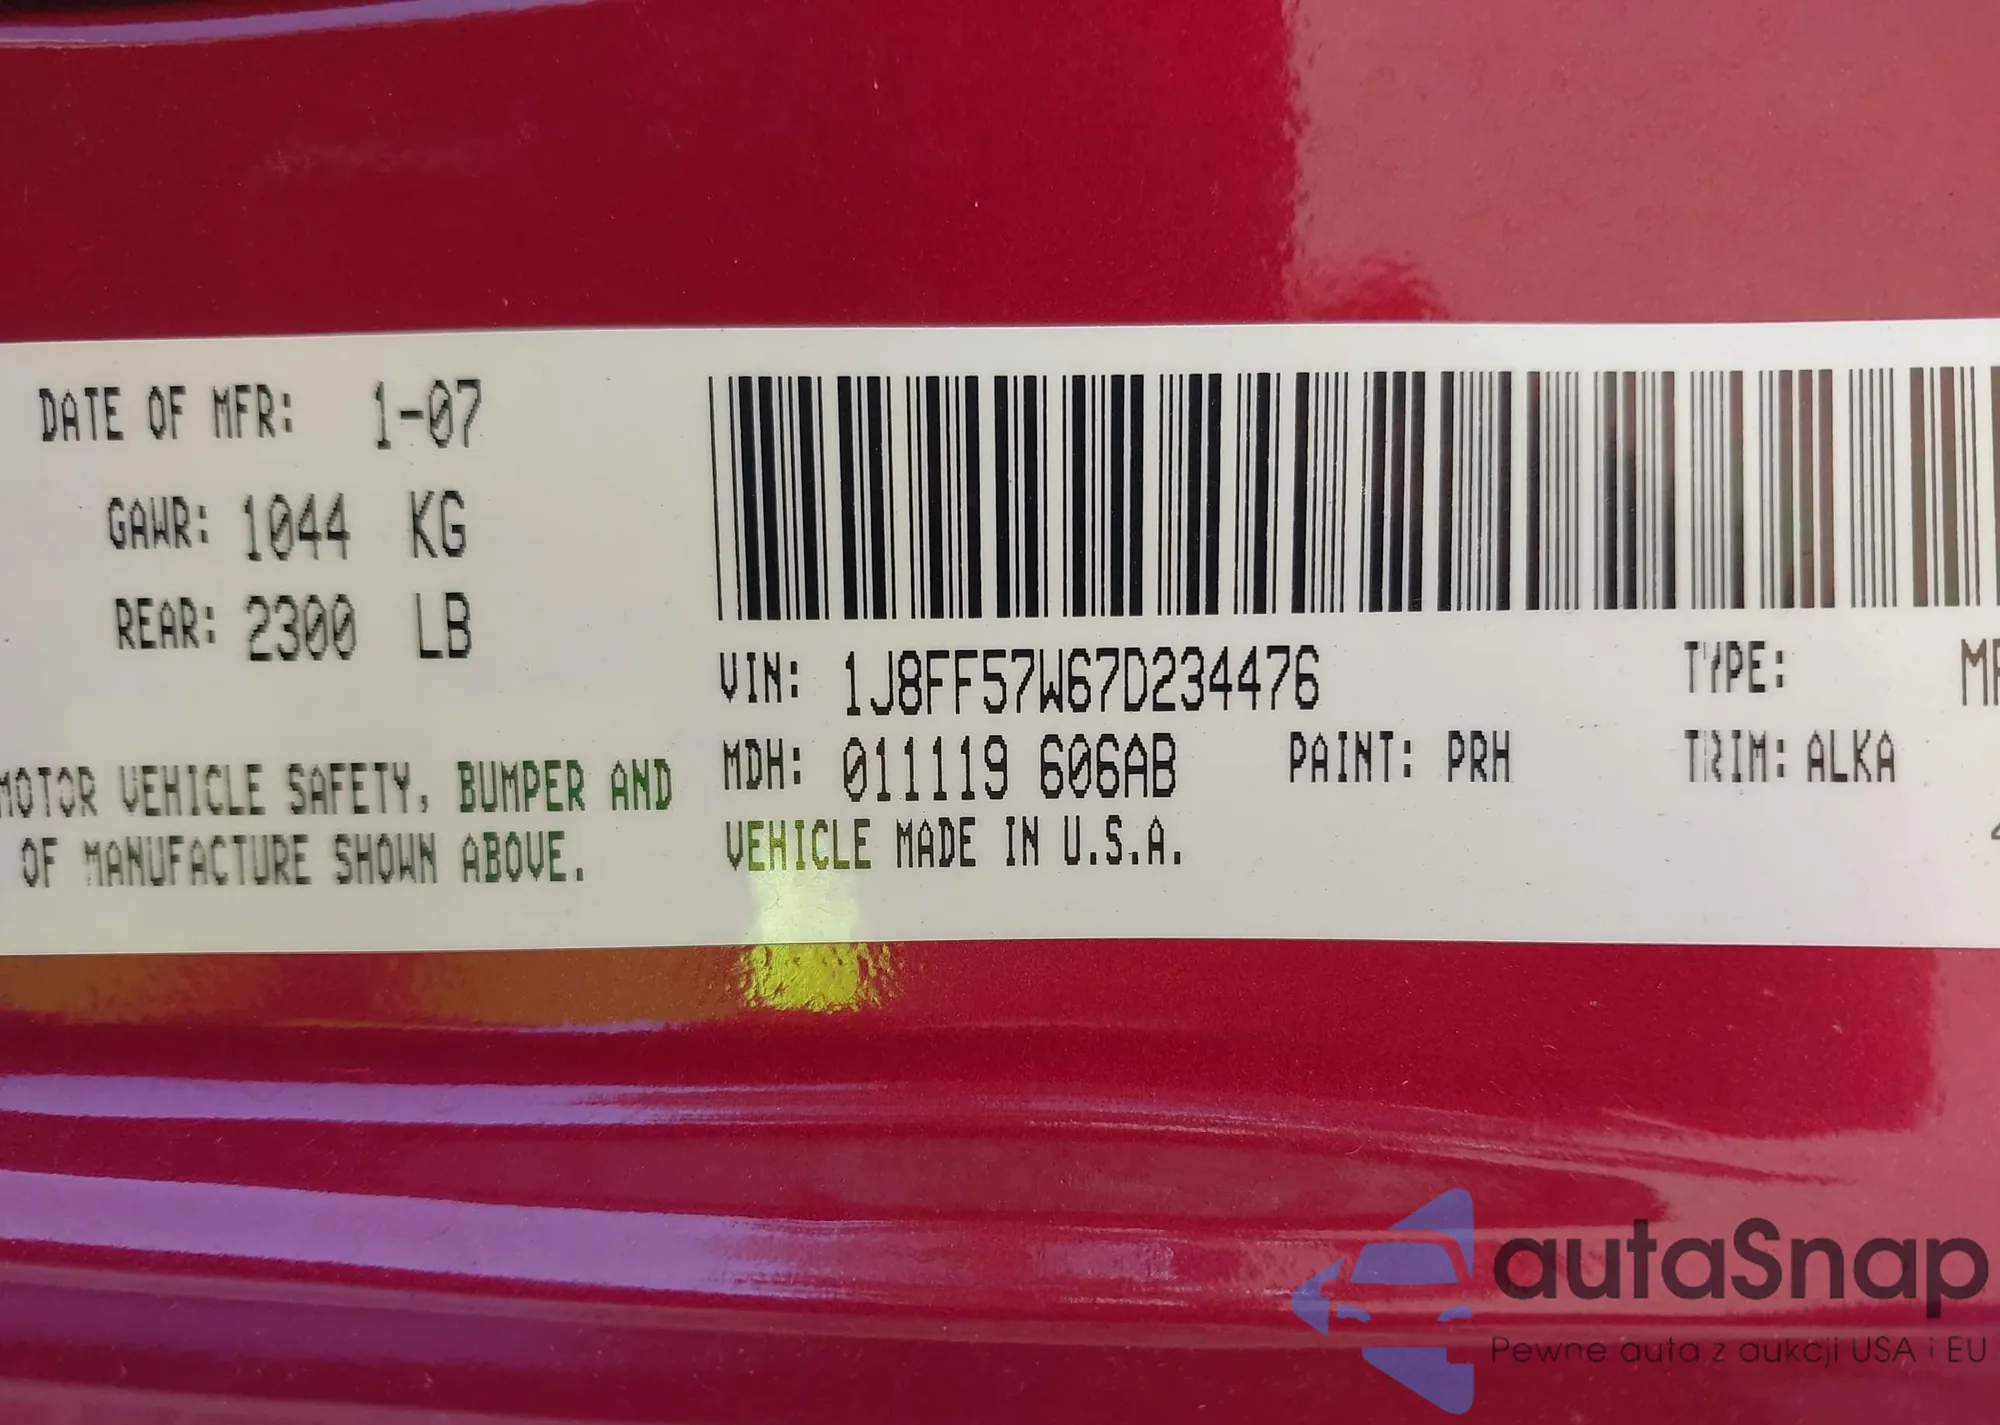 DATE OF MFR: 1-07
GAWR: 1044 KG
REAR: 2300 LB
MOTOR VEHICLE SAFETY, BUMPER AND
OF MANUFACTURE SHOWN ABOVE.
VIN: 1J8FF57W67D234476
TYPE:
MDH: 011119 606AB
PAINT: PRH
TRIM: ALKA
VEHICLE MADE IN U.S.A.
autaSnap
Pewne auta z aukcji USA i EU